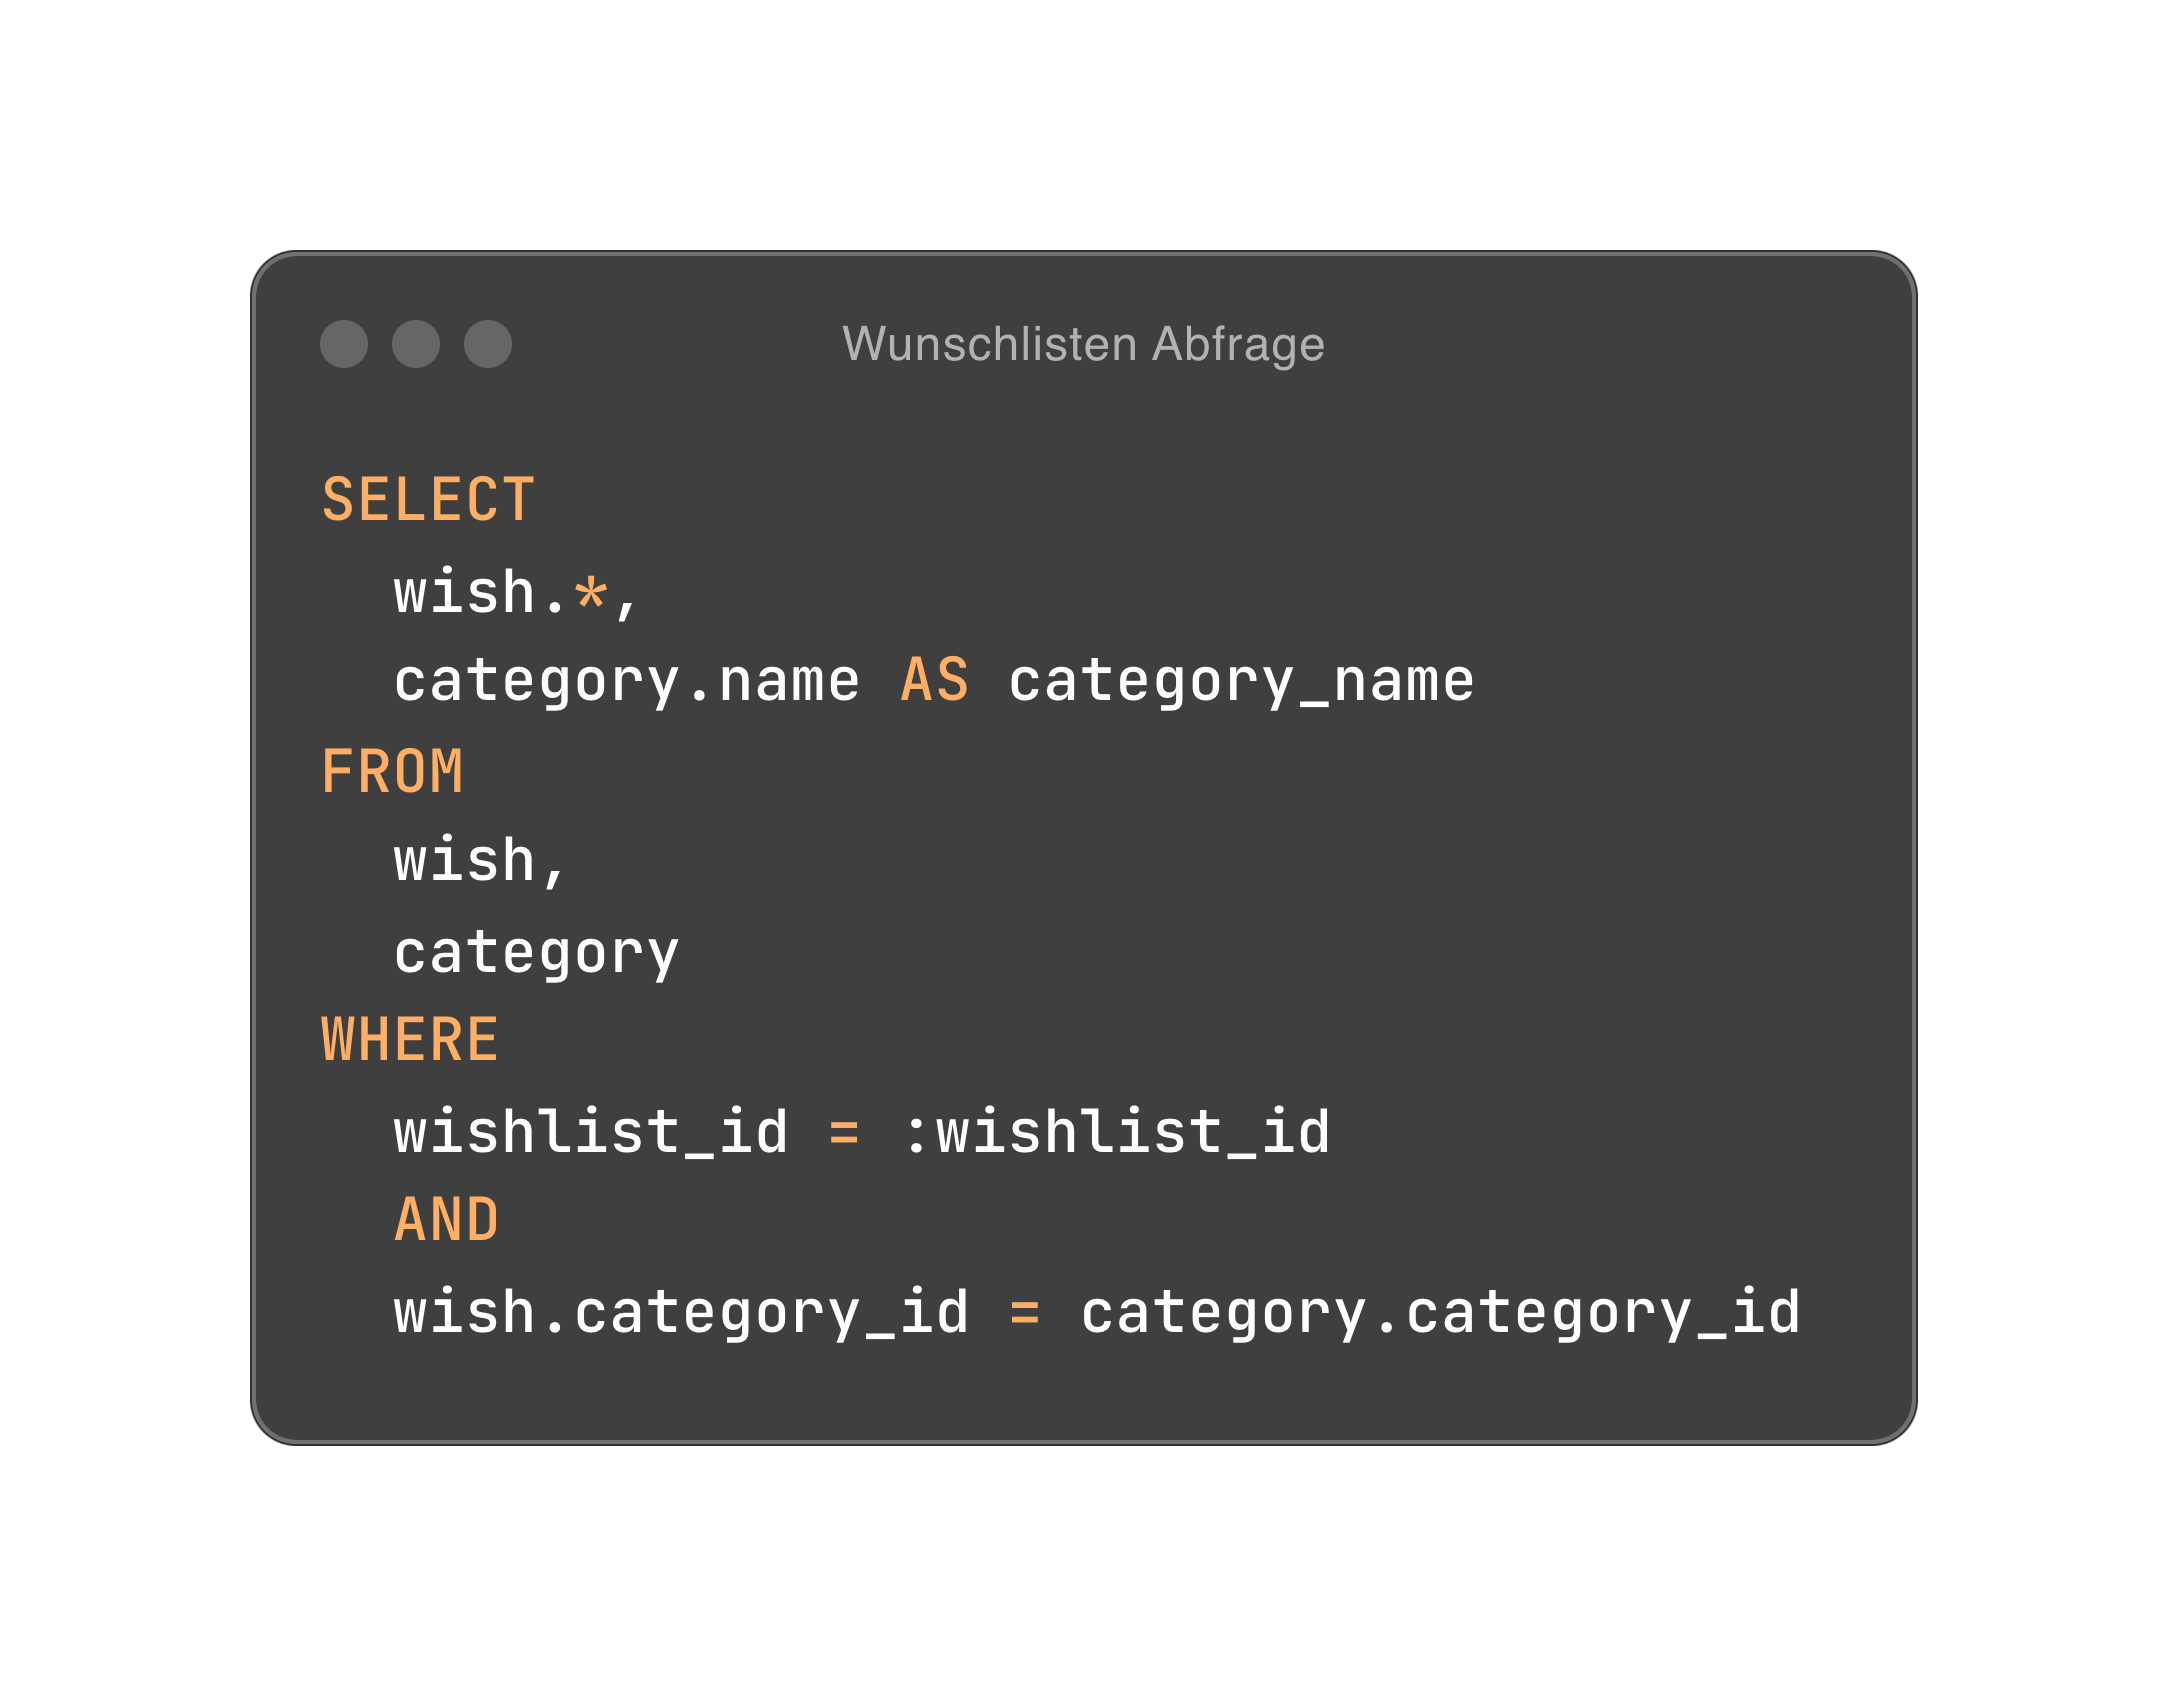 Wunschlisten Abfrage
SELECT
  wish.*,
  category.name AS category_name
FROM
  wish,
  category
WHERE
  wishlist_id = :wishlist_id
  AND
  wish.category_id = category.category_id